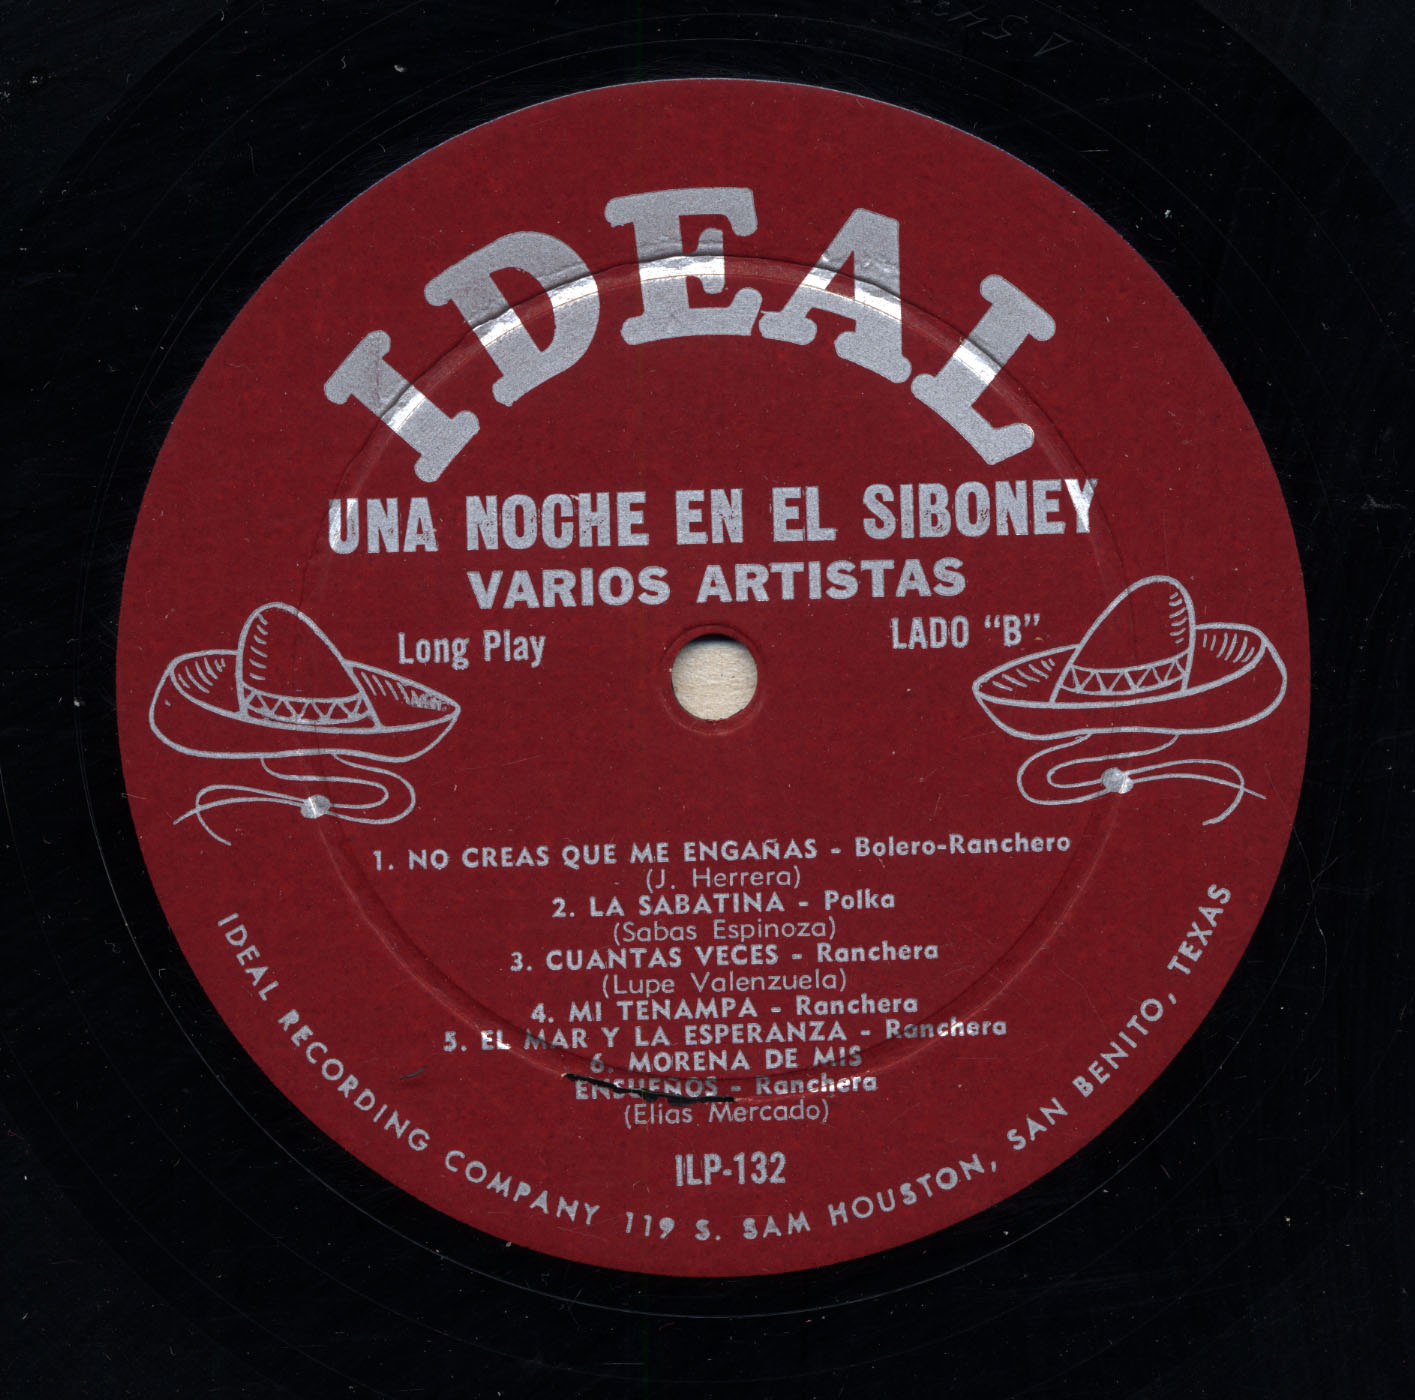 IDEAL
UNA NOCHE EN EL SIBONEY
VARIOS ARTISTAS
Long Play
LADO "B"
1. NO CREAS QUE ME ENGAÑAS - Bolero-Ranchero
(J. Herrera)
2. LA SABATINA - Polka
(Sabas Espinoza)
3. CUANTAS VECES - Ranchera
(Lupe Valenzuela)
4. MI TENAMPA - Ranchera
5. EL MAR Y LA ESPERANZA - Ranchera
6. MORENA DE MIS
ENSUEÑOS - Ranchera
(Elias Mercado)
ILP-132
IDEAL RECORDING COMPANY 119 S. SAM HOUSTON, SAN BENITO, TEXAS